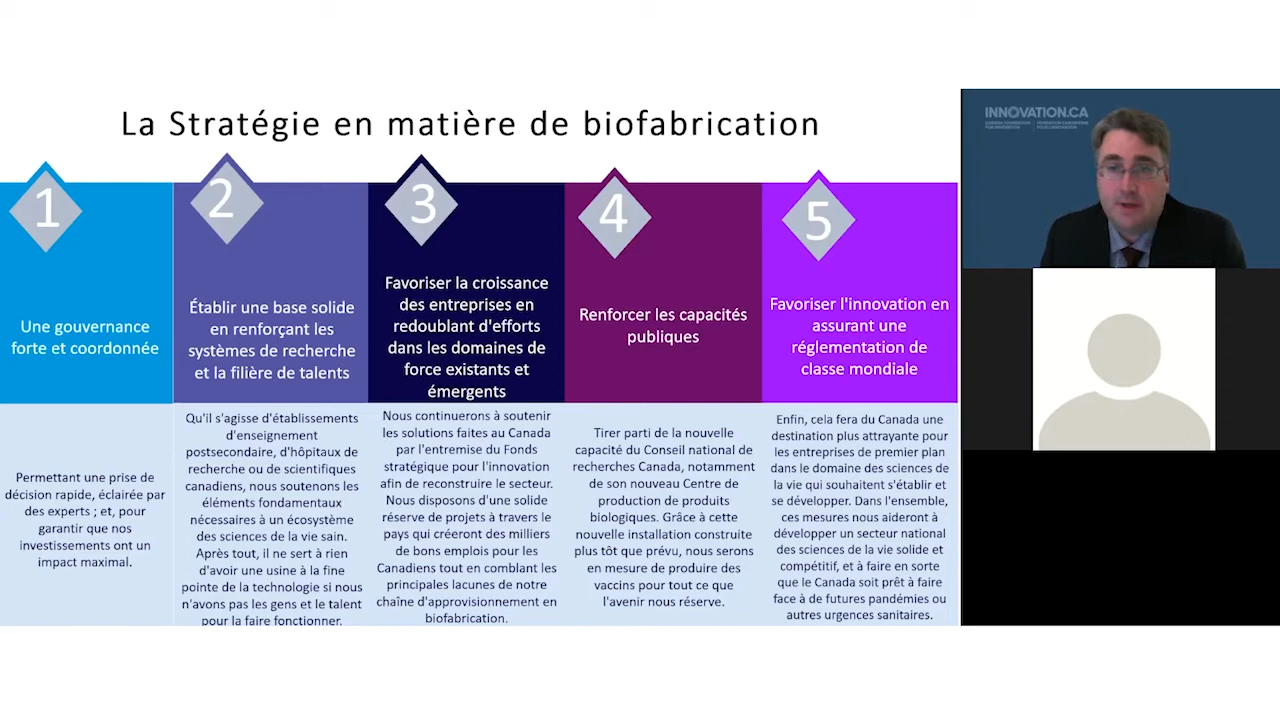 La Stratégie en matière de biofabrication
1
Une gouvernance
forte et coordonnée
Permettant une prise de
décision rapide, éclairée par
des experts ; et, pour
garantir que nos
investissements ont un
impact maximal.
2
Établir une base solide
en renforçant les
systèmes de recherche
et la filière de talents
Qu'il s'agisse d'établissements
d'enseignement
postsecondaire, d'hôpitaux de
recherche ou de scientifiques
canadiens, nous soutenons les
éléments fondamentaux
nécessaires à un écosystème
des sciences de la vie sain.
Après tout, il ne sert à rien
d'avoir une usine à la fine
pointe de la technologie si nous
n'avons pas les gens et le talent
pour la faire fonctionner.
3
Favoriser la croissance
des entreprises en
redoublant d'efforts
dans les domaines de
force existants et
émergents
Nous continuerons à soutenir
les solutions faites au Canada
par l'entremise du Fonds
stratégique pour l'innovation
afin de reconstruire le secteur.
Nous disposons d'une solide
réserve de projets à travers le
pays qui créeront des milliers
de bons emplois pour les
Canadiens tout en comblant les
principales lacunes de notre
chaîne d'approvisionnement en
biofabrication.
4
Renforcer les capacités
publiques
Tirer parti de la nouvelle
capacité du Conseil national de
recherches Canada, notamment
de son nouveau Centre de
production de produits
biologiques. Grâce à cette
nouvelle installation construite
plus tôt que prévu, nous serons
en mesure de produire des
vaccins pour tout ce que
l'avenir nous réserve.
5
Favoriser l'innovation en
assurant une
réglementation de
classe mondiale
Enfin, cela fera du Canada une
destination plus attrayante pour
les entreprises de premier plan
dans le domaine des sciences de
la vie qui souhaitent s'établir et
se développer. Dans l'ensemble,
ces mesures nous aideront à
développer un secteur national
des sciences de la vie solide et
compétitif, et à faire en sorte
que le Canada soit prêt à faire
face à de futures pandémies ou
autres urgences sanitaires.
INNOVATION.CA